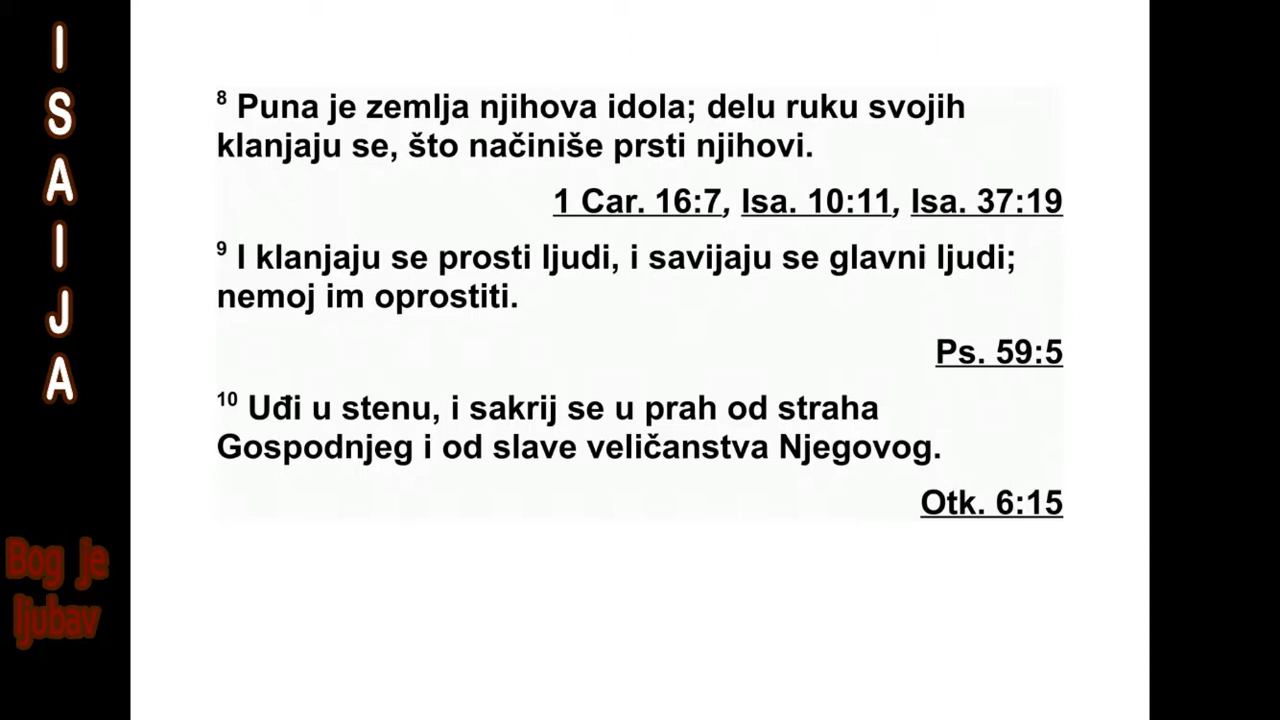 ISAIJA
8 Puna je zemlja njihova idola; delu ruku svojih
klanjaju se, što načiniše prsti njihovi.
1 Car. 16:7, Isa. 10:11, Isa. 37:19
9 I klanjaju se prosti ljudi, i savijaju se glavni ljudi;
nemoj im oprostiti.
Ps. 59:5
10 Uđi u stenu, i sakrij se u prah od straha
Gospodnjeg i od slave veličanstva Njegovog.
Otk. 6:15
Bog je
ljubav